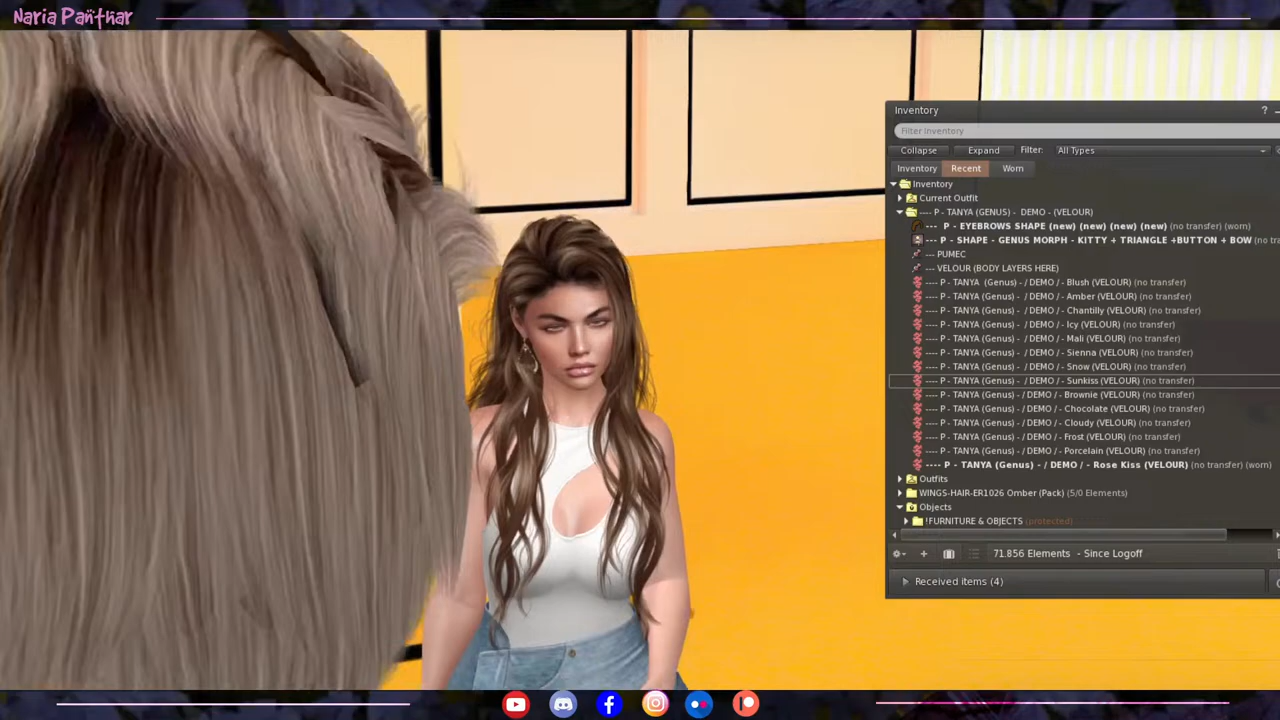 Naria Panthar
Inventory ?
Filter Inventory
Collapse Expand Filter: All Types
Inventory Recent Worn
Inventory
Current Outfit
---- P - TANYA (GENUS) - DEMO - (VELOUR)
--- P - EYEBROWS SHAPE (new) (new) (new) (new) (no transfer) (worn)
--- P - SHAPE - GENUS MORPH - KITTY + TRIANGLE +BUTTON + BOW (no transfer)
--- PUMEC
--- VELOUR (BODY LAYERS HERE)
---- P - TANYA (Genus) - / DEMO / - Blush (VELOUR) (no transfer)
---- P - TANYA (Genus) - / DEMO / - Amber (VELOUR) (no transfer)
---- P - TANYA (Genus) - / DEMO / - Chantilly (VELOUR) (no transfer)
---- P - TANYA (Genus) - / DEMO / - Icy (VELOUR) (no transfer)
---- P - TANYA (Genus) - / DEMO / - Mali (VELOUR) (no transfer)
---- P - TANYA (Genus) - / DEMO / - Sienna (VELOUR) (no transfer)
---- P - TANYA (Genus) - / DEMO / - Snow (VELOUR) (no transfer)
---- P - TANYA (Genus) - / DEMO / - Sunkiss (VELOUR) (no transfer)
---- P - TANYA (Genus) - / DEMO / - Brownie (VELOUR) (no transfer)
---- P - TANYA (Genus) - / DEMO / - Chocolate (VELOUR) (no transfer)
---- P - TANYA (Genus) - / DEMO / - Cloudy (VELOUR) (no transfer)
---- P - TANYA (Genus) - / DEMO / - Frost (VELOUR) (no transfer)
---- P - TANYA (Genus) - / DEMO / - Porcelain (VELOUR) (no transfer)
---- P - TANYA (Genus) - / DEMO / - Rose Kiss (VELOUR) (no transfer) (worn)
Outfits
WINGS-HAIR-ER1026 Omber (Pack) (5/0 Elements)
Objects
!FURNITURE & OBJECTS (protected)
71.856 Elements - Since Logoff
Received items (4)